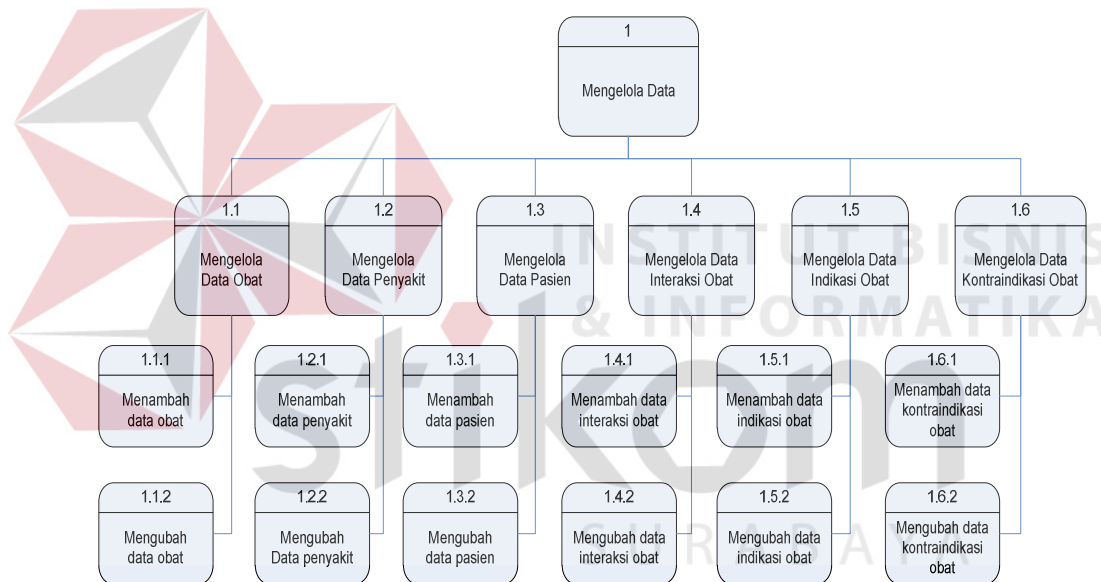 1
Mengelola Data
1.1
Mengelola
Data Obat
1.2
Mengelola
Data Penyakit
1.3
Mengelola
Data Pasien
1.4
Mengelola Data
Interaksi Obat
1.5
Mengelola Data
Indikasi Obat
1.6
Mengelola Data
Kontraindikasi Obat
1.1.1
Menambah
data obat
1.2.1
Menambah
data penyakit
1.3.1
Menambah
data pasien
1.4.1
Menambah data
interaksi obat
1.5.1
Menambah data
indikasi obat
1.6.1
Menambah data
kontraindikasi
obat
1.1.2
Mengubah
data obat
1.2.2
Mengubah
Data penyakit
1.3.2
Mengubah
data pasien
1.4.2
Mengubah data
interaksi obat
1.5.2
Mengubah data
indikasi obat
1.6.2
Mengubah data
kontraindikasi
obat
INSTITUT BISNIS
& INFORMATIKA
stikom
SURABAYA